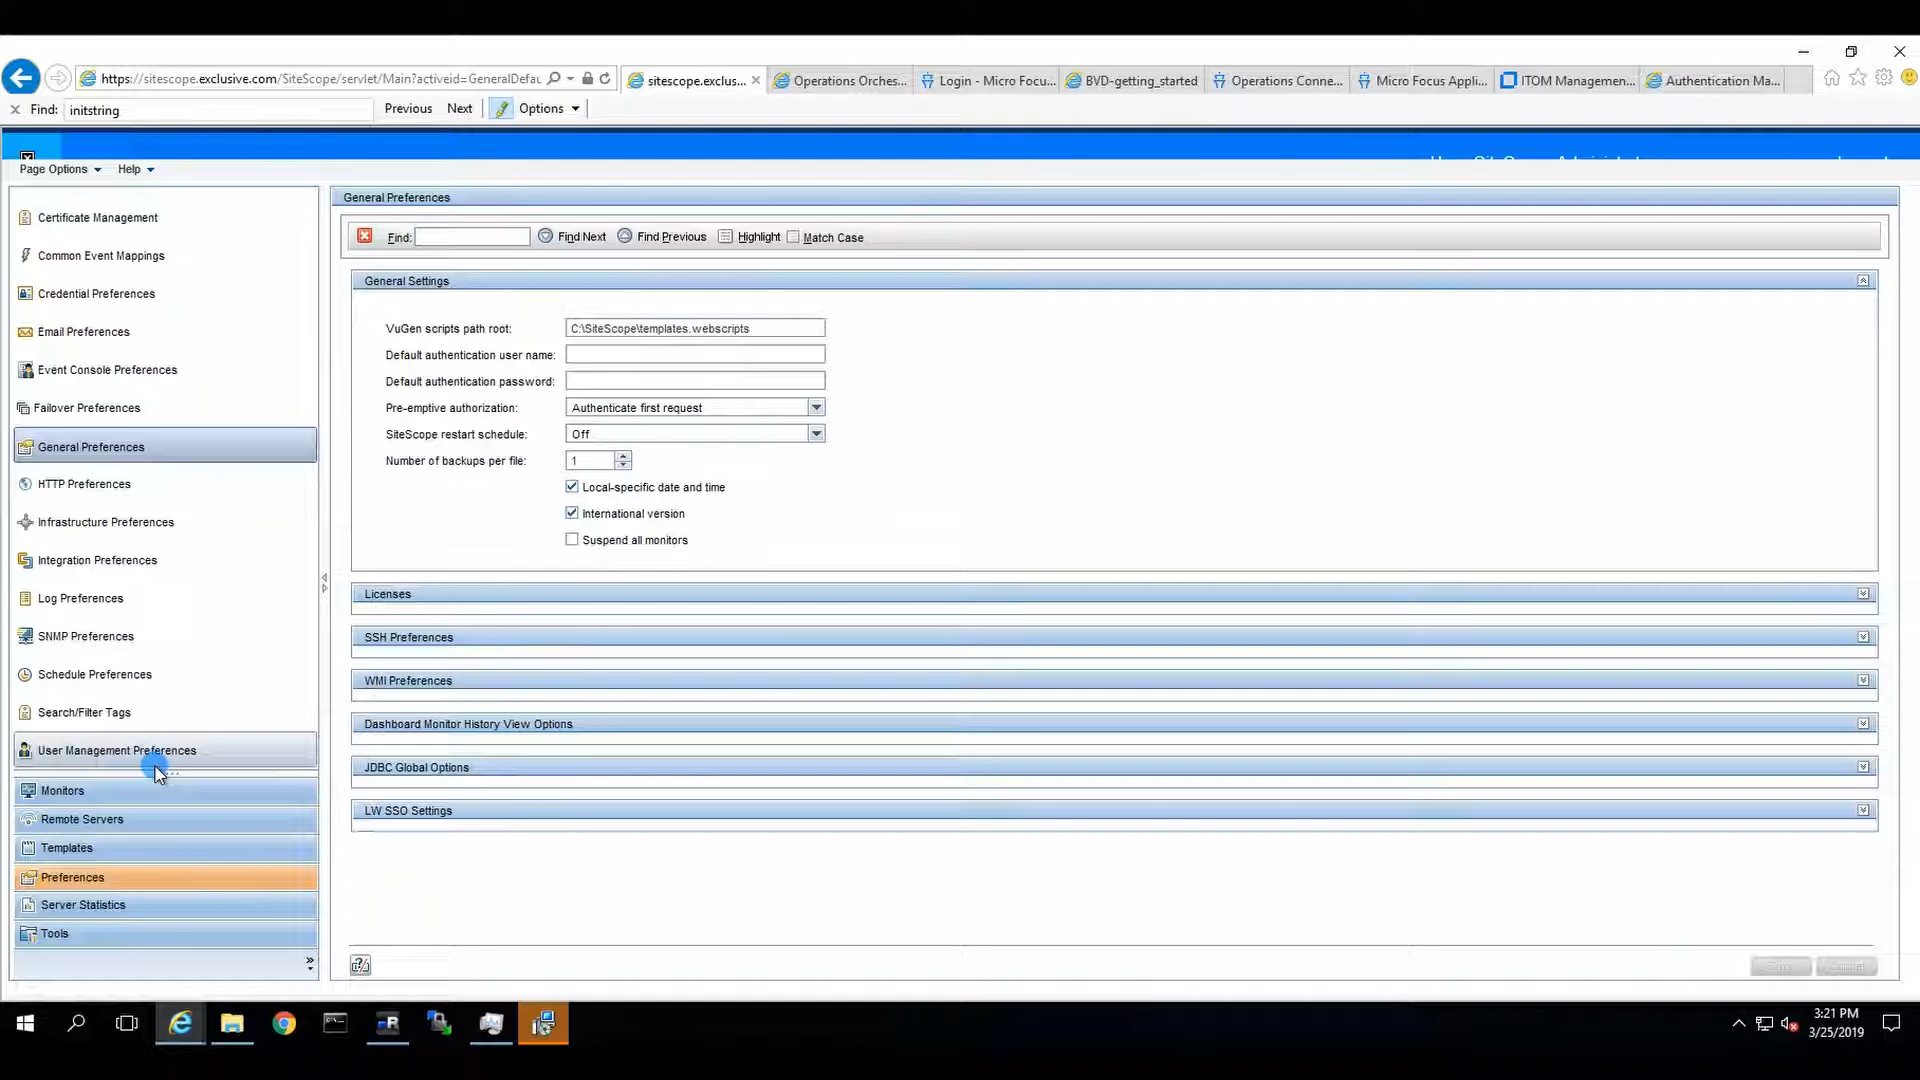 https://sitescope.exclusive.com/SiteScope/servlet/Main?activeid=GeneralDefau
sitescope.exclus...
Operations Orches...
Login - Micro Focu...
BVD-getting_started
Operations Conne...
Micro Focus Appli...
ITOM Managemen...
Authentication Ma...
Find: initstring Previous Next Options
Page Options Help
Certificate Management
Common Event Mappings
Credential Preferences
Email Preferences
Event Console Preferences
Failover Preferences
General Preferences
HTTP Preferences
Infrastructure Preferences
Integration Preferences
Log Preferences
SNMP Preferences
Schedule Preferences
Search/Filter Tags
User Management Preferences
Monitors
Remote Servers
Templates
Preferences
Server Statistics
Tools
General Preferences
Find: Find Next Find Previous Highlight Match Case
General Settings
VuGen scripts path root: C:\SiteScope\templates.webscripts
Default authentication user name:
Default authentication password:
Pre-emptive authorization: Authenticate first request
SiteScope restart schedule: Off
Number of backups per file: 1
Local-specific date and time
International version
Suspend all monitors
Licenses
SSH Preferences
WMI Preferences
Dashboard Monitor History View Options
JDBC Global Options
LW SSO Settings
3:21 PM
3/25/2019